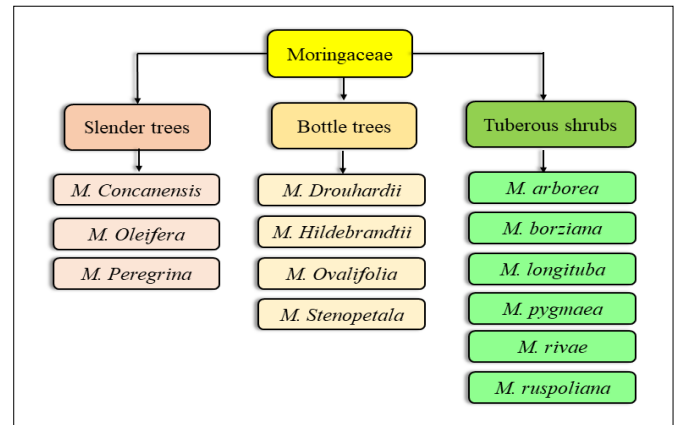 Moringaceae
Slender trees
Bottle trees
Tuberous shrubs
M. Concanensis
M. Oleifera
M. Peregrina
M. Drouhardii
M. Hildebrandtii
M. Ovalifolia
M. Stenopetala
M. arborea
M. borziana
M. longituba
M. pygmaea
M. rivae
M. ruspoliana